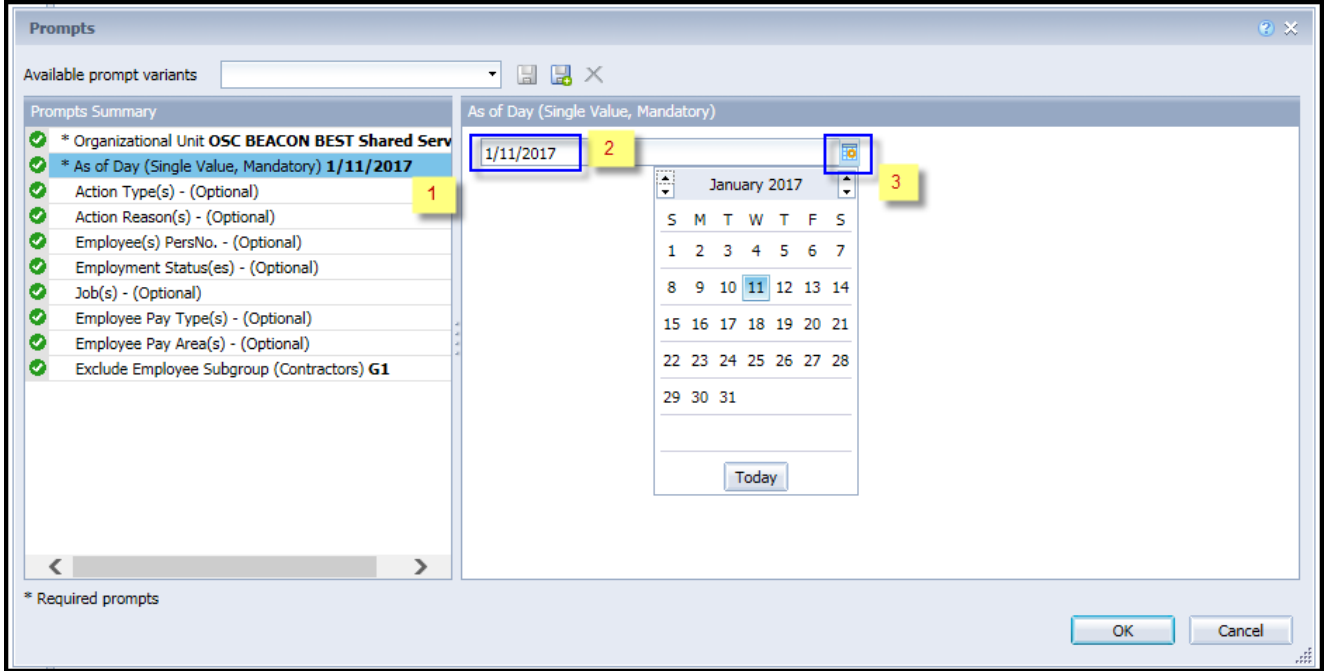 Prompts
Available prompt variants
Prompts Summary
* Organizational Unit OSC BEACON BEST Shared Serv
* As of Day (Single Value, Mandatory) 1/11/2017
Action Type(s) - (Optional)
1
Action Reason(s) - (Optional)
Employee(s) PersNo. - (Optional)
Employment Status(es) - (Optional)
Job(s) - (Optional)
Employee Pay Type(s) - (Optional)
Employee Pay Area(s) - (Optional)
Exclude Employee Subgroup (Contractors) G1
As of Day (Single Value, Mandatory)
1/11/2017
2
3
January 2017
S M T W T F S
1 2 3 4 5 6 7
8 9 10 11 12 13 14
15 16 17 18 19 20 21
22 23 24 25 26 27 28
29 30 31
Today
* Required prompts
OK
Cancel